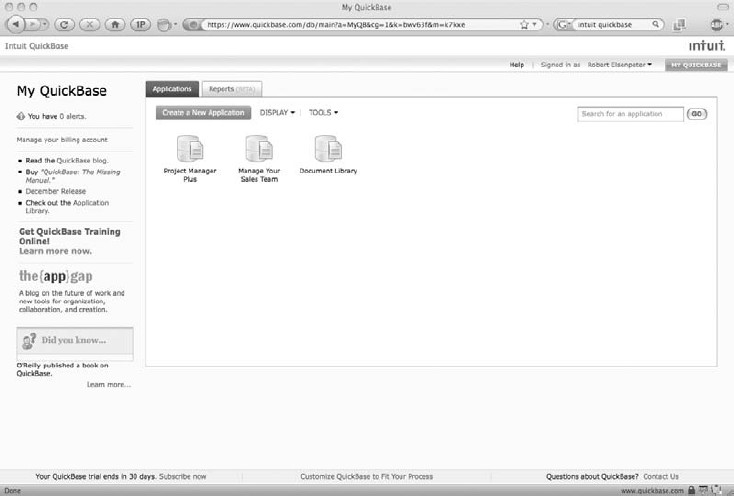 My QuickBase
https://www.quickbase.com/db/main?a=MyQB&cg=1&k=bwv63f&m=k7kxe
intuit quickbase
Intuit QuickBase
intuit.
Help | Signed in as Robert Elsenpeter
MY QUICKBASE
My QuickBase
You have 0 alerts.
Manage your billing account
Read the QuickBase blog.
Buy "QuickBase: The Missing
Manual."
December Release
Check out the Application
Library.
Get QuickBase Training
Online!
Learn more now.
the{app}gap
A blog on the future of work and
new tools for organization,
collaboration, and creation.
Did you know...
O'Reilly published a book on
QuickBase.
Learn more...
Applications
Reports (BETA)
Create a New Application
DISPLAY
TOOLS
Search for an application
GO
Project Manager
Plus
Manage Your
Sales Team
Document Library
Your QuickBase trial ends in 30 days. Subscribe now
Customize QuickBase to Fit Your Process
Questions about QuickBase? Contact Us
Done
www.quickbase.com